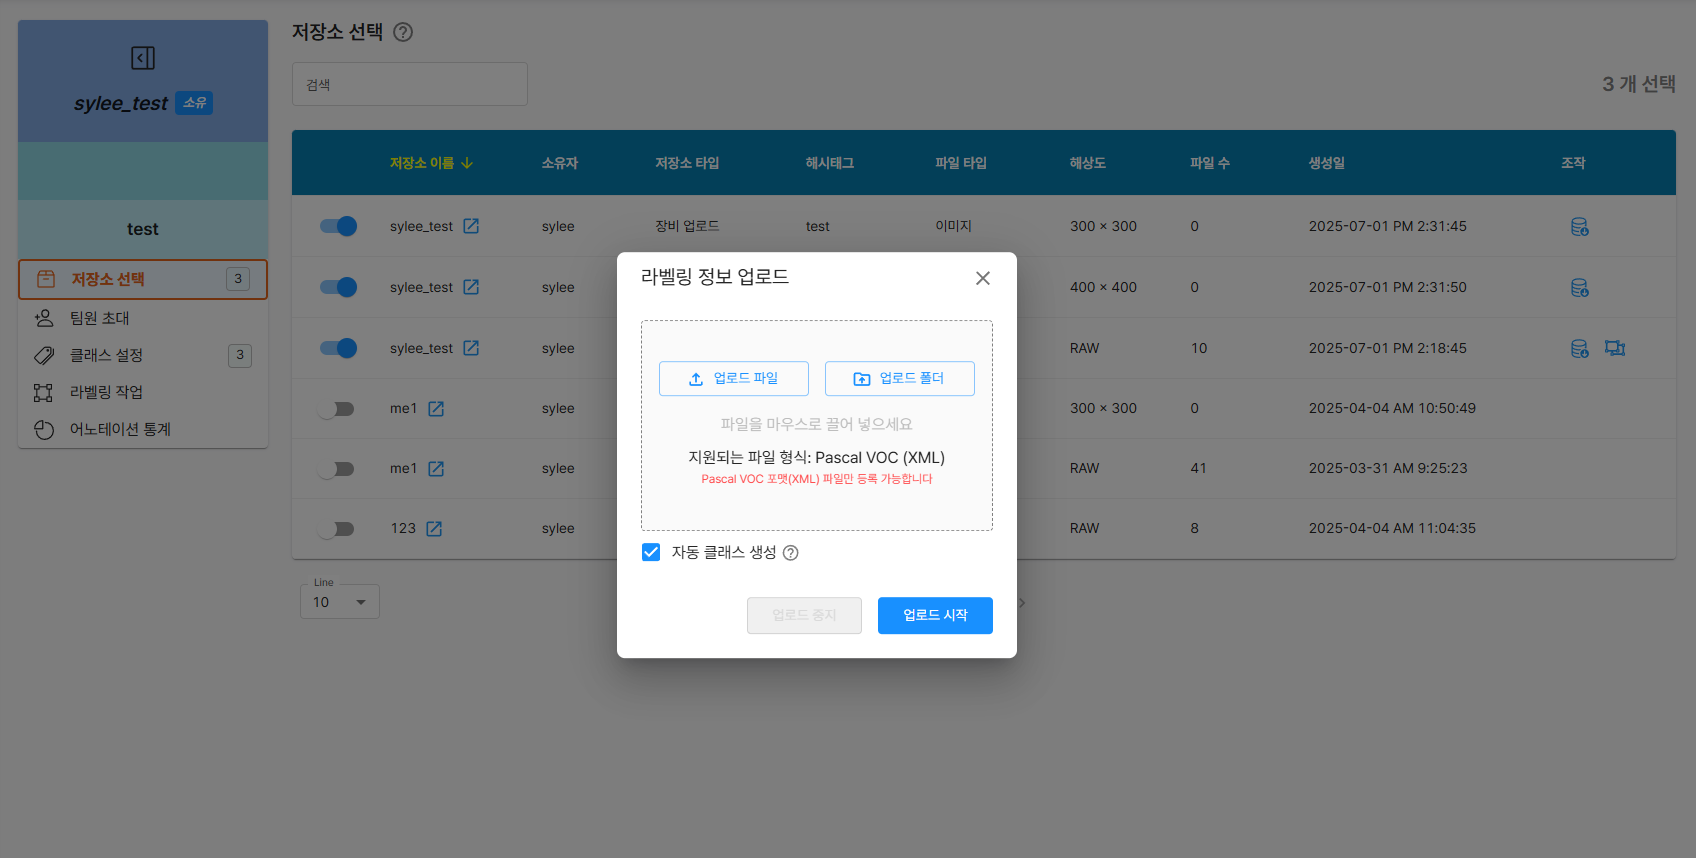 sylee_test 소유
test
저장소 선택 3
팀원 초대
클래스 설정 3
라벨링 작업
어노테이션 통계
저장소 선택
검색
3 개 선택
저장소 이름 소유자 저장소 타입 해시태그 파일 타입 해상도 파일 수 생성일 조작
sylee_test sylee 장비 업로드 test 이미지 300 × 300 0 2025-07-01 PM 2:31:45
sylee_test sylee 400 × 400 0 2025-07-01 PM 2:31:50
sylee_test sylee RAW 10 2025-07-01 PM 2:18:45
me1 sylee 300 × 300 0 2025-04-04 AM 10:50:49
me1 sylee RAW 41 2025-03-31 AM 9:25:23
123 sylee RAW 8 2025-04-04 AM 11:04:35
Line
10
라벨링 정보 업로드
업로드 파일 업로드 폴더
파일을 마우스로 끌어 넣으세요
지원되는 파일 형식: Pascal VOC (XML)
Pascal VOC 포맷(XML) 파일만 등록 가능합니다
자동 클래스 생성
업로드 중지 업로드 시작